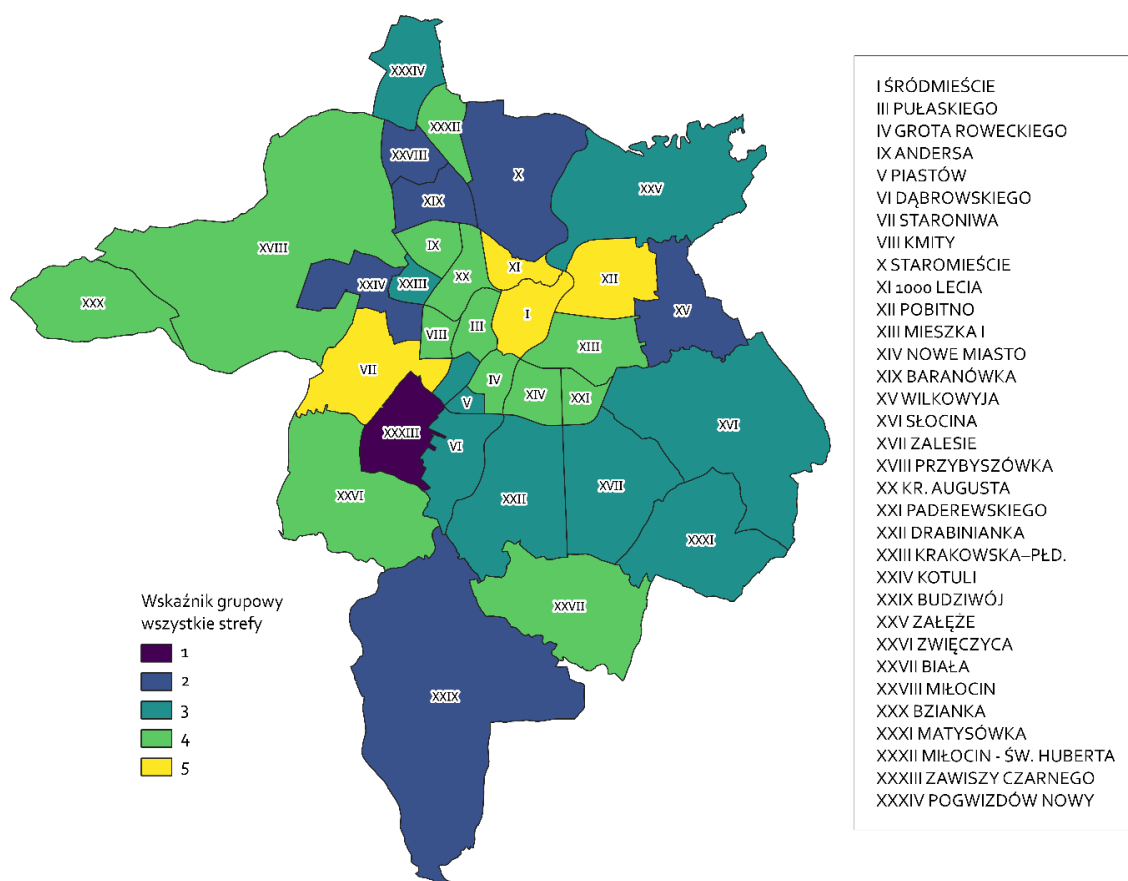 XXXIV
XXXII
XXVIII
X
XXV
XIX
XVIII
IX
XI
XX
XII
XXIV
XXIII
XXX
I
XV
VIII
III
XIII
VII
IV
XIV
XXI
V
XVI
XXXIII
VI
XXVI
XXII
XVII
XXXI
XXVII
XXIX
Wskaźnik grupowy
wszystkie strefy
1
2
3
4
5
I ŚRÓDMIEŚCIE
III PUŁASKIEGO
IV GROTA ROWECKIEGO
IX ANDERSA
V PIASTÓW
VI DĄBROWSKIEGO
VII STARONIWA
VIII KMITY
X STAROMIEŚCIE
XI 1000 LECIA
XII POBITNO
XIII MIESZKA I
XIV NOWE MIASTO
XIX BARANÓWKA
XV WILKOWYJA
XVI SŁOCINA
XVII ZALESIE
XVIII PRZYBYSZÓWKA
XX KR. AUGUSTA
XXI PADEREWSKIEGO
XXII DRABINIANKA
XXIII KRAKOWSKA–PŁD.
XXIV KOTULI
XXIX BUDZIWÓJ
XXV ZAŁĘŻE
XXVI ZWIĘCZYCA
XXVII BIAŁA
XXVIII MIŁOCIN
XXX BZIANKA
XXXI MATYSÓWKA
XXXII MIŁOCIN - ŚW. HUBERTA
XXXIII ZAWISZY CZARNEGO
XXXIV POGWIZDÓW NOWY